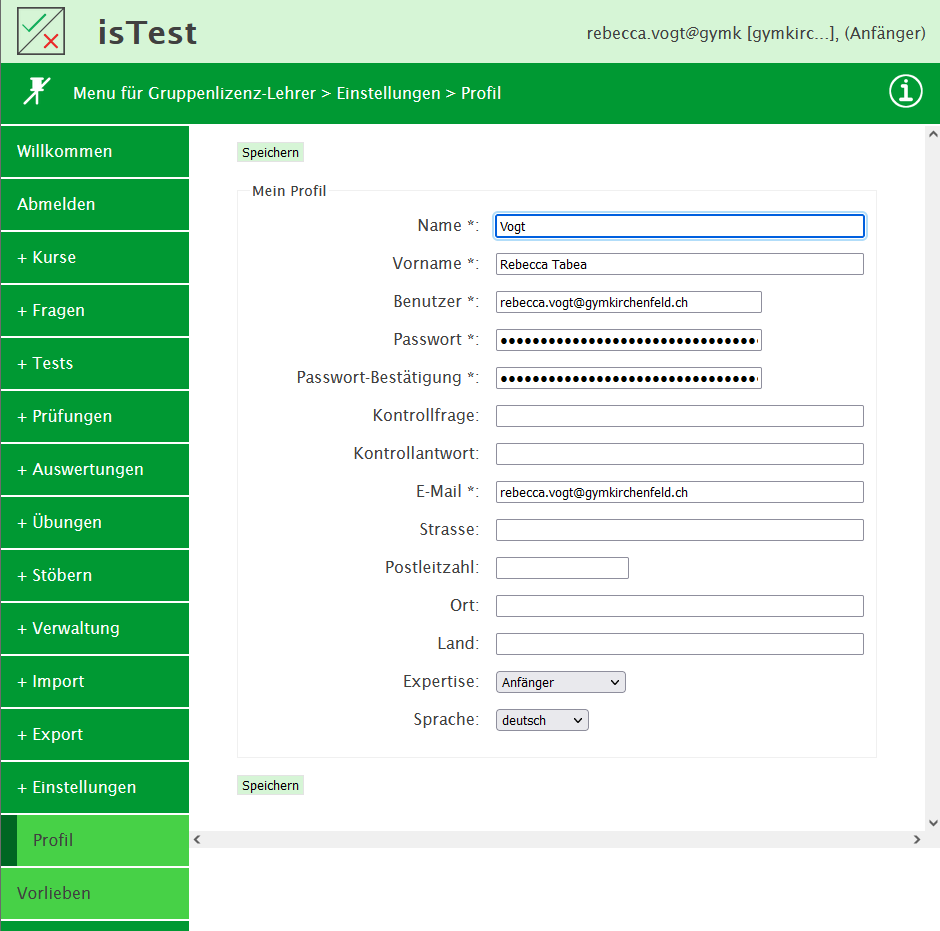 isTest
rebecca.vogt@gymk [gymkirc...], (Anfänger)
Menu für Gruppenlizenz-Lehrer > Einstellungen > Profil
Willkommen
Abmelden
+ Kurse
+ Fragen
+ Tests
+ Prüfungen
+ Auswertungen
+ Übungen
+ Stöbern
+ Verwaltung
+ Import
+ Export
+ Einstellungen
Profil
Vorlieben
Speichern
Mein Profil
Name *: Vogt
Vorname *: Rebecca Tabea
Benutzer *: rebecca.vogt@gymkirchenfeld.ch
Passwort *: ●●●●●●●●●●●●●●●●●●●●●●●●●●●●●●●●
Passwort-Bestätigung *: ●●●●●●●●●●●●●●●●●●●●●●●●●●●●●●●●
Kontrollfrage:
Kontrollantwort:
E-Mail *: rebecca.vogt@gymkirchenfeld.ch
Strasse:
Postleitzahl:
Ort:
Land:
Expertise: Anfänger
Sprache: deutsch
Speichern